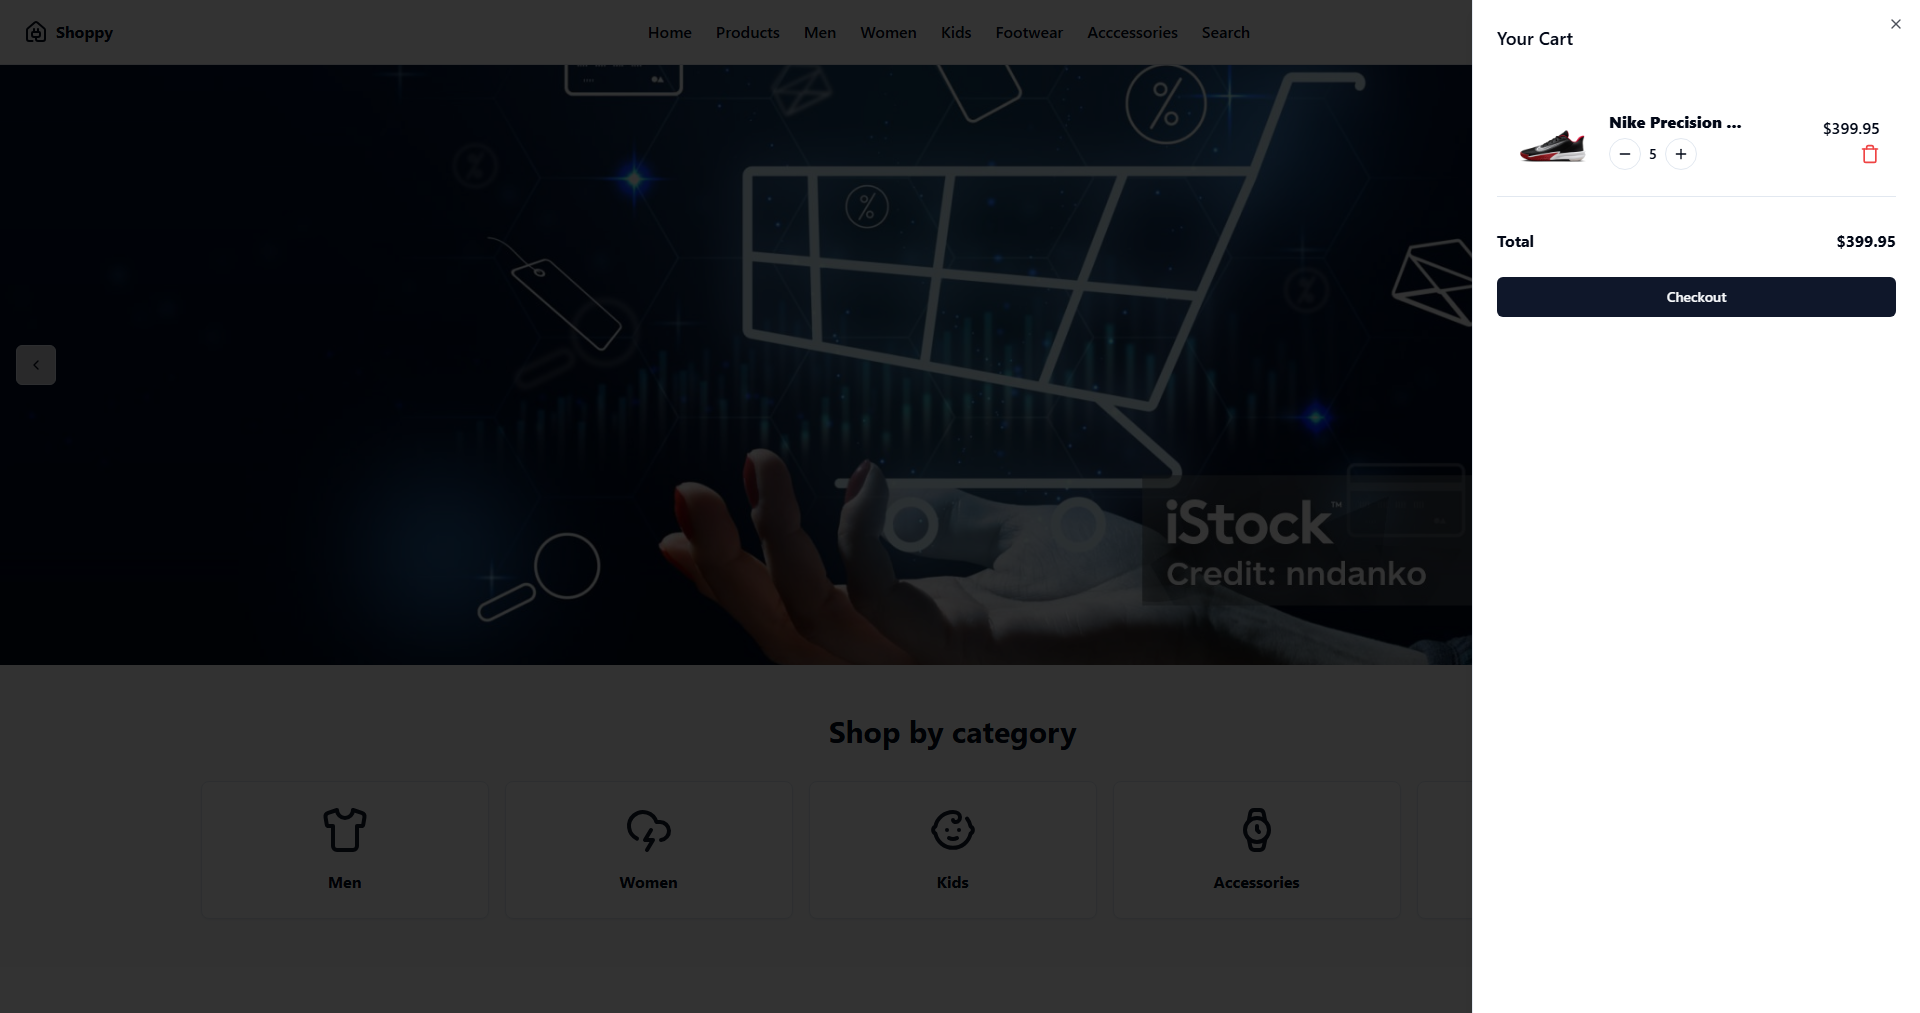 Shoppy
Home Products Men Women Kids Footwear Acccessories Search
Your Cart
Nike Precision ...
$399.95
5
Total $399.95
Checkout
iStock™
Credit: nndanko
Shop by category
Men
Women
Kids
Accessories